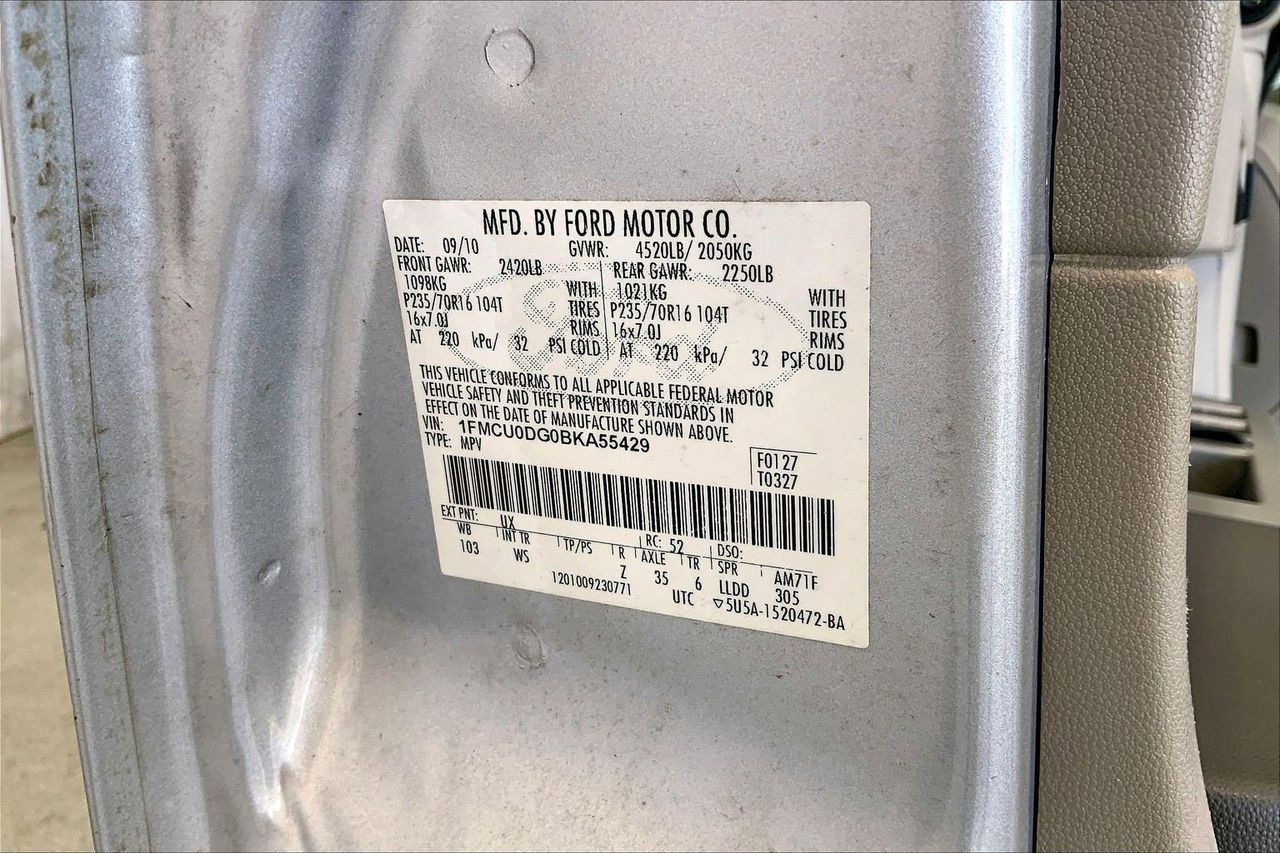 MFD. BY FORD MOTOR CO.
DATE: 09/10 GVWR: 4520LB/ 2050KG
FRONT GAWR: 2420LB REAR GAWR: 2250LB
1098KG WITH 1021KG WITH
P235/70R16 104T TIRES P235/70R16 104T TIRES
16x7.0J RIMS 16x7.0J RIMS
AT 220 kPa/ 32 PSI COLD AT 220 kPa/ 32 PSI COLD
THIS VEHICLE CONFORMS TO ALL APPLICABLE FEDERAL MOTOR
VEHICLE SAFETY AND THEFT PREVENTION STANDARDS IN
EFFECT ON THE DATE OF MANUFACTURE SHOWN ABOVE.
VIN: 1FMCU0DG0BKA55429
TYPE: MPV
F0127
T0327
EXT PNT: UX RC: 52 DSO:
WB INT TR TP/PS R AXLE TR SPR AM71F
103 WS Z 35 6 LLDD 305
1201009230771 UTC ▽5U5A-1520472-BA